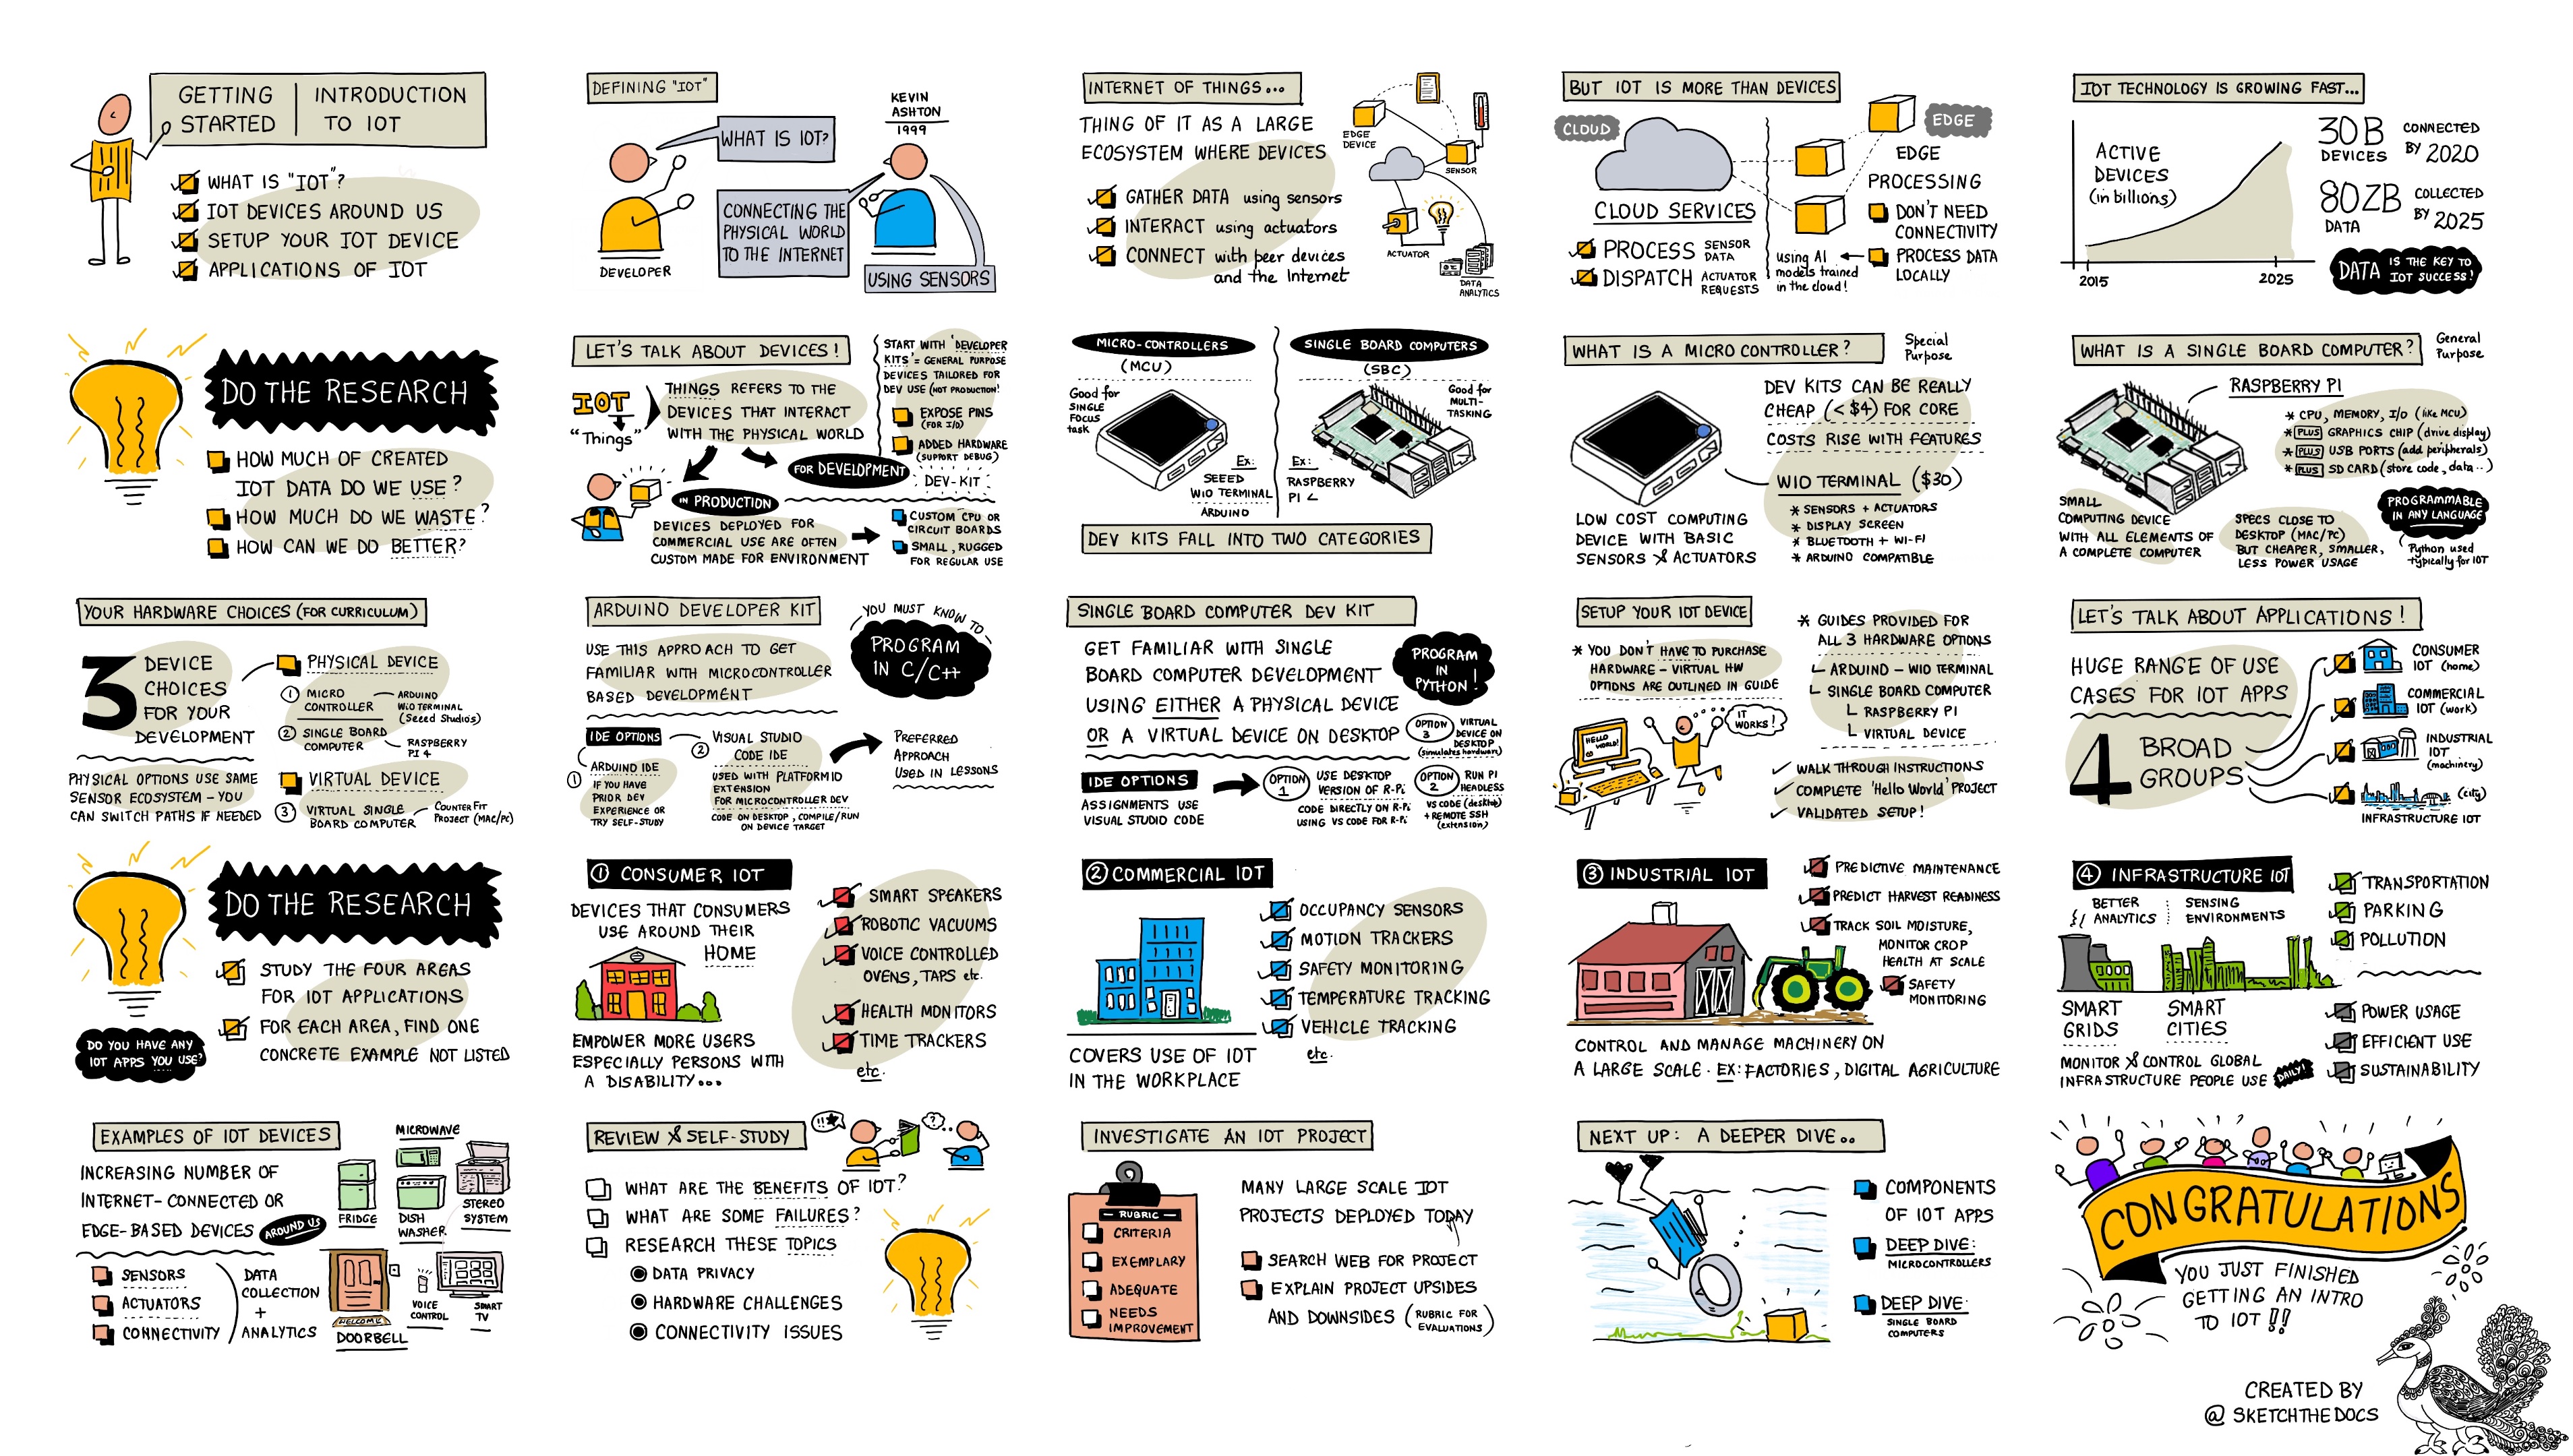 GETTING STARTED
INTRODUCTION TO IOT
WHAT IS "IOT"?
IOT DEVICES AROUND US
SETUP YOUR IOT DEVICE
APPLICATIONS OF IOT
DEFINING "IOT"
KEVIN
ASHTON
1999
WHAT IS IOT?
CONNECTING THE
PHYSICAL WORLD
TO THE INTERNET
DEVELOPER
USING SENSORS
INTERNET OF THINGS...
THING OF IT AS A LARGE
ECOSYSTEM WHERE DEVICES
GATHER DATA using sensors
INTERACT using actuators
CONNECT with peer devices
and the Internet
EDGE
DEVICE
SENSOR
ACTUATOR
DATA
ANALYTICS
BUT IOT IS MORE THAN DEVICES
CLOUD
EDGE
CLOUD SERVICES
PROCESS SENSOR DATA
DISPATCH ACTUATOR REQUESTS
EDGE
PROCESSING
DON'T NEED
CONNECTIVITY
PROCESS DATA
LOCALLY
using AI
models trained
in the cloud!
IOT TECHNOLOGY IS GROWING FAST...
ACTIVE
DEVICES
(in billions)
2015
2025
30B DEVICES
CONNECTED
BY 2020
80ZB DATA
COLLECTED
BY 2025
DATA IS THE KEY TO IOT SUCCESS!
DO THE RESEARCH
HOW MUCH OF CREATED
IOT DATA DO WE USE?
HOW MUCH DO WE WASTE?
HOW CAN WE DO BETTER?
LET'S TALK ABOUT DEVICES!
IOT
"Things"
THINGS REFERS TO THE
DEVICES THAT INTERACT
WITH THE PHYSICAL WORLD
START WITH 'DEVELOPER
KITS' = GENERAL PURPOSE
DEVICES TAILORED FOR
DEV USE (NOT PRODUCTION!
EXPOSE PINS
(FOR I/O)
ADDED HARDWARE
(SUPPORT DEBUG)
FOR DEVELOPMENT
DEV-KIT
IN PRODUCTION
DEVICES DEPLOYED FOR
COMMERCIAL USE ARE OFTEN
CUSTOM MADE FOR ENVIRONMENT
CUSTOM CPU OR
CIRCUIT BOARDS
SMALL, RUGGED
FOR REGULAR USE
MICRO-CONTROLLERS
(MCU)
Good for
SINGLE
FOCUS
task
Ex:
SEEED
WIO TERMINAL
ARDUINO
SINGLE BOARD COMPUTERS
(SBC)
Good for
MULTI-
TASKING
Ex:
RASPBERRY
PI 4
DEV KITS FALL INTO TWO CATEGORIES
WHAT IS A MICRO CONTROLLER?
Special
Purpose
DEV KITS CAN BE REALLY
CHEAP (< $4) FOR CORE
COSTS RISE WITH FEATURES
WIO TERMINAL ($30)
* SENSORS + ACTUATORS
* DISPLAY SCREEN
* BLUETOOTH + WI-FI
* ARDUINO COMPATIBLE
LOW COST COMPUTING
DEVICE WITH BASIC
SENSORS & ACTUATORS
WHAT IS A SINGLE BOARD COMPUTER?
General
Purpose
RASPBERRY PI
* CPU, MEMORY, I/O (like MCU)
* PLUS GRAPHICS CHIP (drive display)
* PLUS USB PORTS (add peripherals)
* PLUS SD CARD (store code, data..)
SMALL
COMPUTING DEVICE
WITH ALL ELEMENTS OF
A COMPLETE COMPUTER
SPECS CLOSE TO
DESKTOP (MAC/PC)
BUT CHEAPER, SMALLER,
LESS POWER USAGE
PROGRAMMABLE
IN ANY LANGUAGE
Python used
typically for IOT
YOUR HARDWARE CHOICES (FOR CURRICULUM)
3 DEVICE
CHOICES
FOR YOUR
DEVELOPMENT
PHYSICAL DEVICE
1 MICRO
CONTROLLER
ARDUINO
WIO TERMINAL
(Seeed Studio's)
2 SINGLE BOARD
COMPUTER
RASPBERRY
PI 4
VIRTUAL DEVICE
3 VIRTUAL SINGLE
BOARD COMPUTER
CounterFit
Project (MAC/PC)
PHYSICAL OPTIONS USE SAME
SENSOR ECOSYSTEM - YOU
CAN SWITCH PATHS IF NEEDED
ARDUINO DEVELOPER KIT
YOU MUST KNOW TO
PROGRAM
IN C/C++
USE THIS APPROACH TO GET
FAMILIAR WITH MICROCONTROLLER
BASED DEVELOPMENT
IDE OPTIONS
1 ARDUINO IDE
IF YOU HAVE
PRIOR DEV
EXPERIENCE OR
TRY SELF-STUDY
2 VISUAL STUDIO
CODE IDE
USED WITH PLATFORMIO
EXTENSION
FOR MICROCONTROLLER DEV
CODE ON DESKTOP, COMPILE/RUN
ON DEVICE TARGET
PREFERRED
APPROACH
USED IN LESSONS
SINGLE BOARD COMPUTER DEV KIT
GET FAMILIAR WITH SINGLE
BOARD COMPUTER DEVELOPMENT
USING EITHER A PHYSICAL DEVICE
OR A VIRTUAL DEVICE ON DESKTOP
PROGRAM
IN
PYTHON!
OPTION 3
VIRTUAL
DEVICE ON
DESKTOP
(simulates hardware)
IDE OPTIONS
ASSIGNMENTS USE
VISUAL STUDIO CODE
OPTION 1
USE DESKTOP
VERSION OF R-Pi
CODE DIRECTLY ON R-Pi
USING VS CODE FOR R-Pi
OPTION 2
RUN PI
HEADLESS
VS CODE (desktop)
+ REMOTE SSH
(extension)
SETUP YOUR IOT DEVICE
* YOU DON'T HAVE TO PURCHASE
HARDWARE - VIRTUAL HW
OPTIONS ARE OUTLINED IN GUIDE
HELLO
WORLD!
IT
WORKS!
* GUIDES PROVIDED FOR
ALL 3 HARDWARE OPTIONS
ARDUINO - WIO TERMINAL
SINGLE BOARD COMPUTER
RASPBERRY PI
VIRTUAL DEVICE
WALK THROUGH INSTRUCTIONS
COMPLETE 'Hello World' PROJECT
VALIDATED SETUP!
LET'S TALK ABOUT APPLICATIONS!
HUGE RANGE OF USE
CASES FOR IOT APPS
4 BROAD
GROUPS
CONSUMER
IOT (home)
COMMERCIAL
IOT (work)
INDUSTRIAL
IOT
(machinery)
(city)
INFRASTRUCTURE IOT
DO THE RESEARCH
STUDY THE FOUR AREAS
FOR IOT APPLICATIONS
FOR EACH AREA, FIND ONE
CONCRETE EXAMPLE NOT LISTED
DO YOU HAVE ANY
IOT APPS YOU USE?
1 CONSUMER IOT
DEVICES THAT CONSUMERS
USE AROUND THEIR
HOME
EMPOWER MORE USERS
ESPECIALLY PERSONS WITH
A DISABILITY...
SMART SPEAKERS
ROBOTIC VACUUMS
VOICE CONTROLLED
OVENS, TAPS etc.
HEALTH MONITORS
TIME TRACKERS
etc.
2 COMMERCIAL IOT
OCCUPANCY SENSORS
MOTION TRACKERS
SAFETY MONITORING
TEMPERATURE TRACKING
VEHICLE TRACKING
etc.
COVERS USE OF IOT
IN THE WORKPLACE
3 INDUSTRIAL IOT
PREDICTIVE MAINTENANCE
PREDICT HARVEST READINESS
TRACK SOIL MOISTURE,
MONITOR CROP
HEALTH AT SCALE
SAFETY
MONITORING
CONTROL AND MANAGE MACHINERY ON
A LARGE SCALE. EX: FACTORIES, DIGITAL AGRICULTURE
4 INFRASTRUCTURE IOT
BETTER
ANALYTICS
SENSING
ENVIRONMENTS
SMART
GRIDS
SMART
CITIES
TRANSPORTATION
PARKING
POLLUTION
POWER USAGE
EFFICIENT USE
SUSTAINABILITY
MONITOR & CONTROL GLOBAL
INFRASTRUCTURE PEOPLE USE DAILY!
EXAMPLES OF IOT DEVICES
INCREASING NUMBER OF
INTERNET-CONNECTED OR
EDGE-BASED DEVICES AROUND US
SENSORS
ACTUATORS
CONNECTIVITY
DATA
COLLECTION
+
ANALYTICS
MICROWAVE
FRIDGE
DISH
WASHER
STEREO
SYSTEM
WELCOME
DOORBELL
VOICE
CONTROL
SMART
TV
REVIEW & SELF-STUDY
WHAT ARE THE BENEFITS OF IOT?
WHAT ARE SOME FAILURES?
RESEARCH THESE TOPICS
DATA PRIVACY
HARDWARE CHALLENGES
CONNECTIVITY ISSUES
INVESTIGATE AN IOT PROJECT
RUBRIC
CRITERIA
EXEMPLARY
ADEQUATE
NEEDS
IMPROVEMENT
MANY LARGE SCALE IOT
PROJECTS DEPLOYED TODAY
SEARCH WEB FOR PROJECT
EXPLAIN PROJECT UPSIDES
AND DOWNSIDES (RUBRIC FOR EVALUATIONS)
NEXT UP: A DEEPER DIVE..
COMPONENTS
OF IOT APPS
DEEP DIVE:
MICROCONTROLLERS
DEEP DIVE:
SINGLE BOARD
COMPUTERS
CONGRATULATIONS
YOU JUST FINISHED
GETTING AN INTRO
TO IOT!!
CREATED BY
@SKETCHTHEDOCS